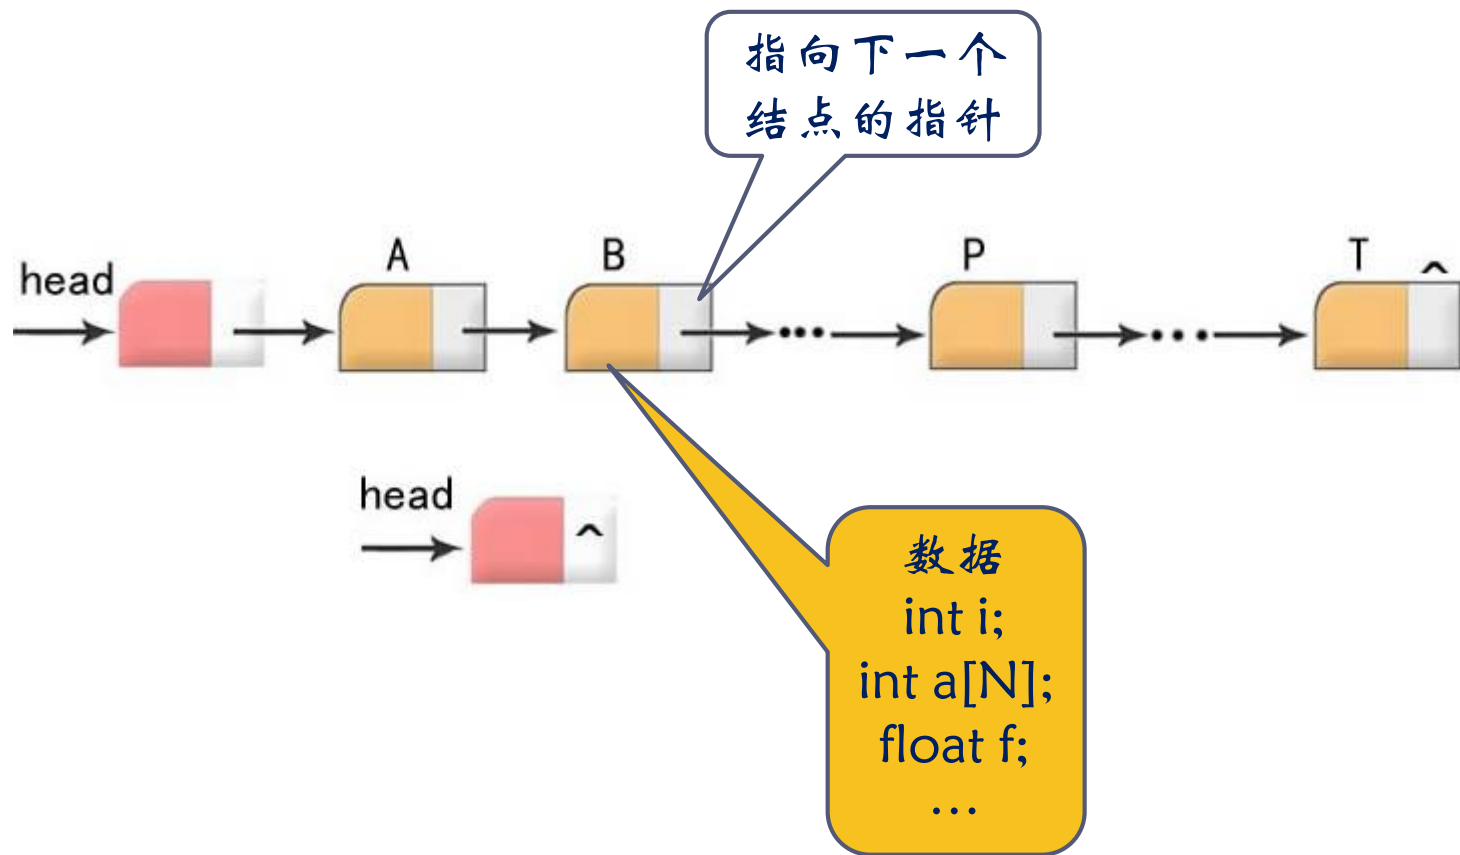 指向下一个
结点的指针
head
A
B
P
T
^
head
^
数据
int i;
int a[N];
float f;
...